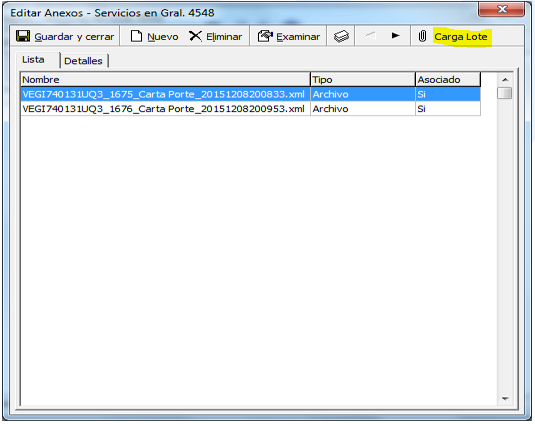 Editar Anexos - Servicios en Gral. 4548
Guardar y cerrar Nuevo Eliminar Examinar Carga Lote
Lista Detalles
Nombre Tipo Asociado
VEGI740131UQ3_1675_Carta Porte_20151208200833.xml Archivo Si
VEGI740131UQ3_1676_Carta Porte_20151208200953.xml Archivo Si